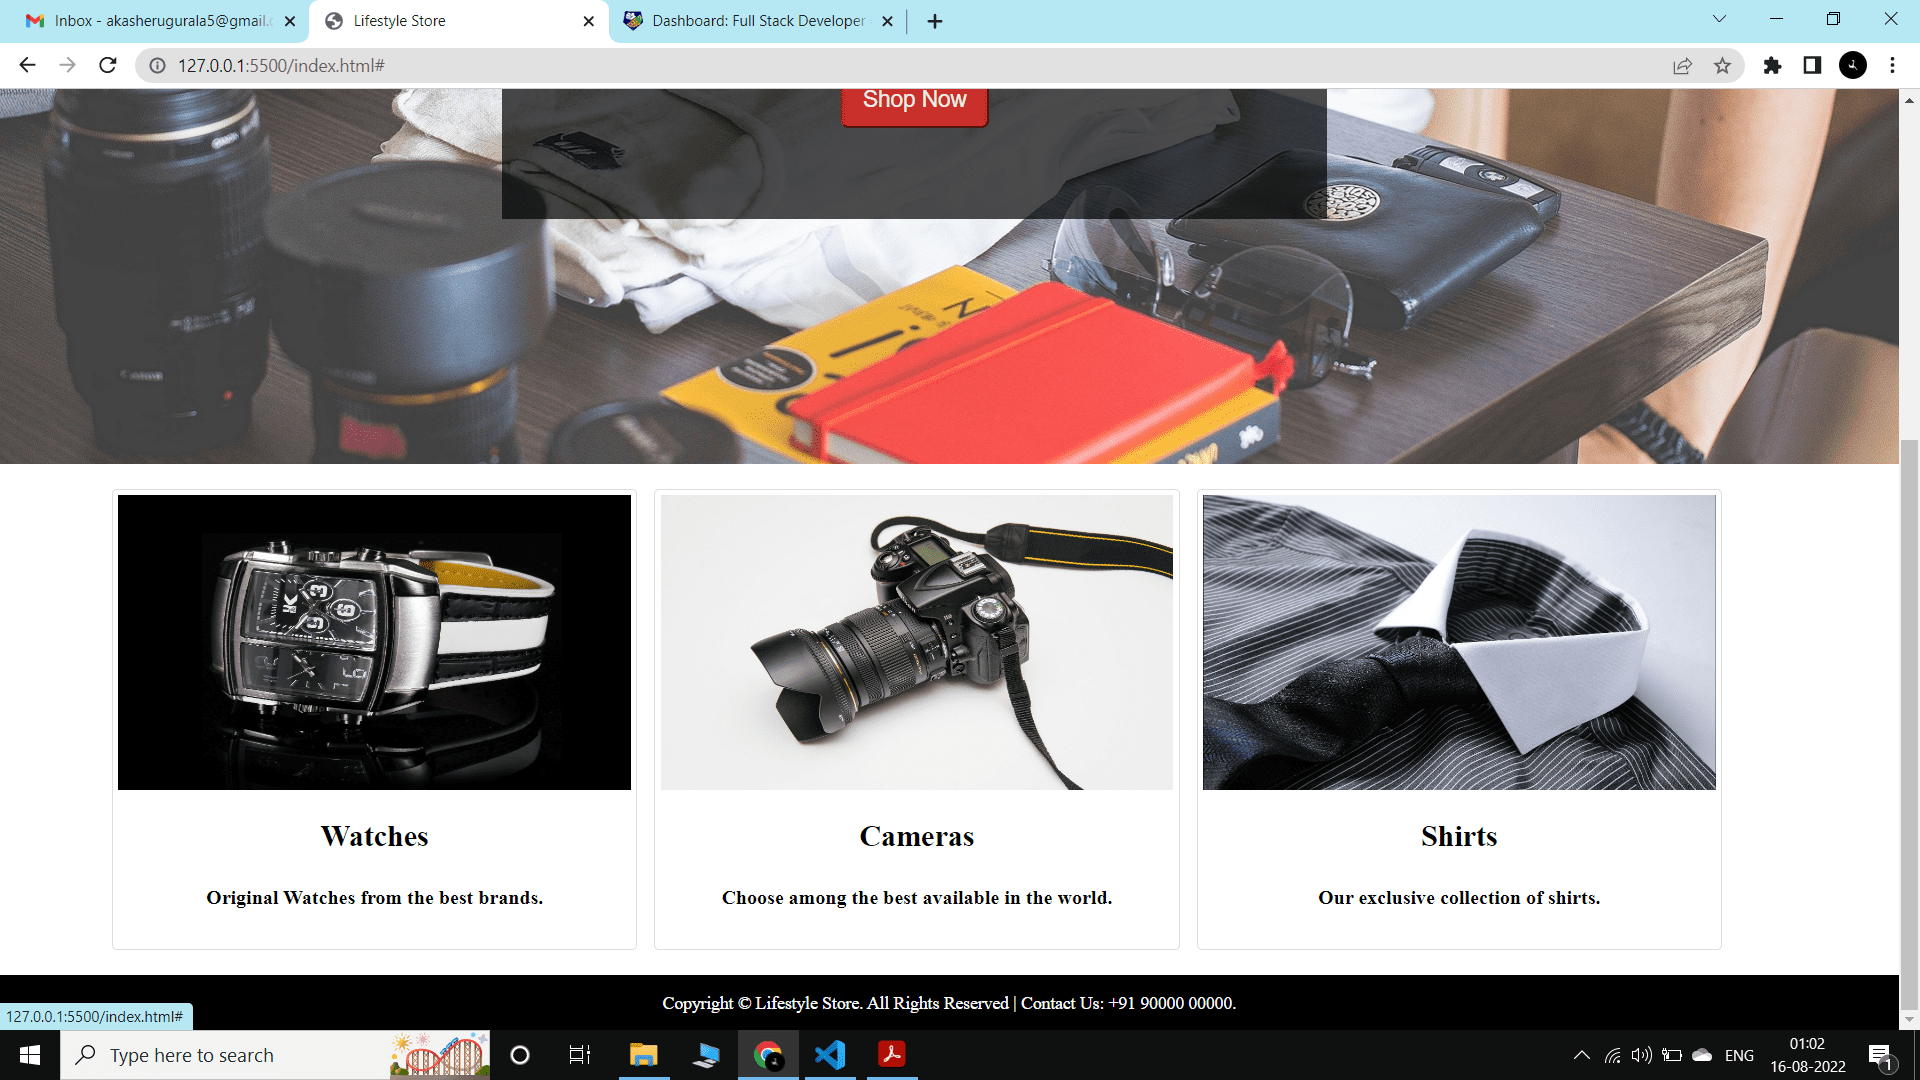 Inbox - akasherugurala5@gmail.c
Lifestyle Store
Dashboard: Full Stack Developer
127.0.0.1:5500/index.html#
Shop Now
Canon
Watches
Cameras
Shirts
Original Watches from the best brands.
Choose among the best available in the world.
Our exclusive collection of shirts.
Copyright © Lifestyle Store. All Rights Reserved | Contact Us: +91 90000 00000.
127.0.0.1:5500/index.html#
Type here to search
ENG
01:02
16-08-2022
1